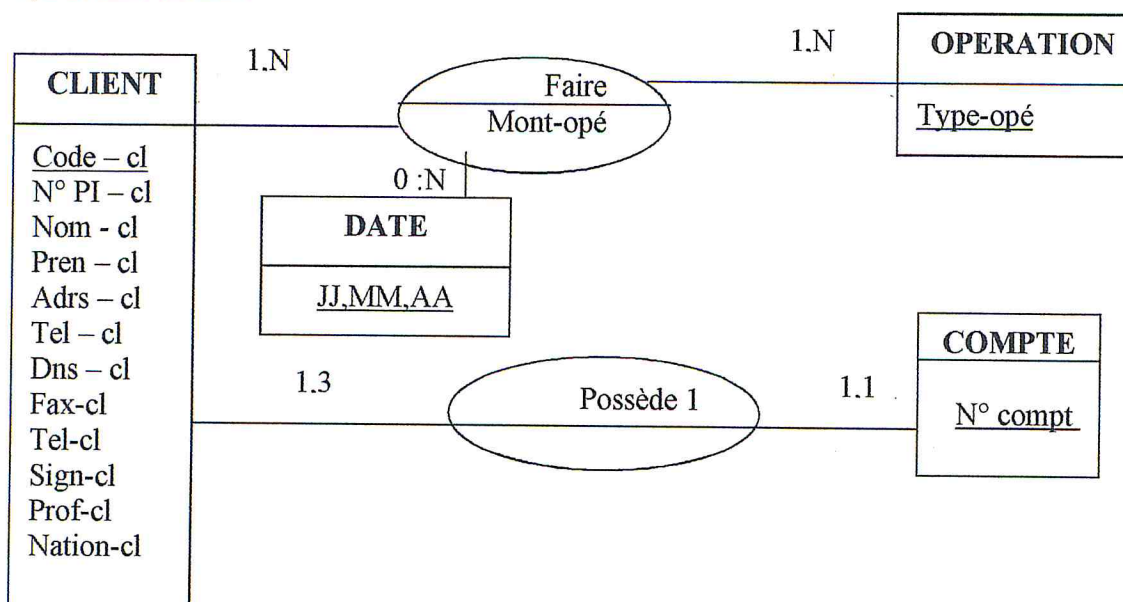 1.N
1.N
OPERATION
CLIENT
Faire
Mont-opé
Type-opé
Code – cl
N° PI – cl
Nom - cl
Pren – cl
Adrs – cl
Tel – cl
Dns – cl
Fax-cl
Tel-cl
Sign-cl
Prof-cl
Nation-cl
0 :N
DATE
JJ,MM,AA
1.3
Possède 1
1.1
COMPTE
N° compt